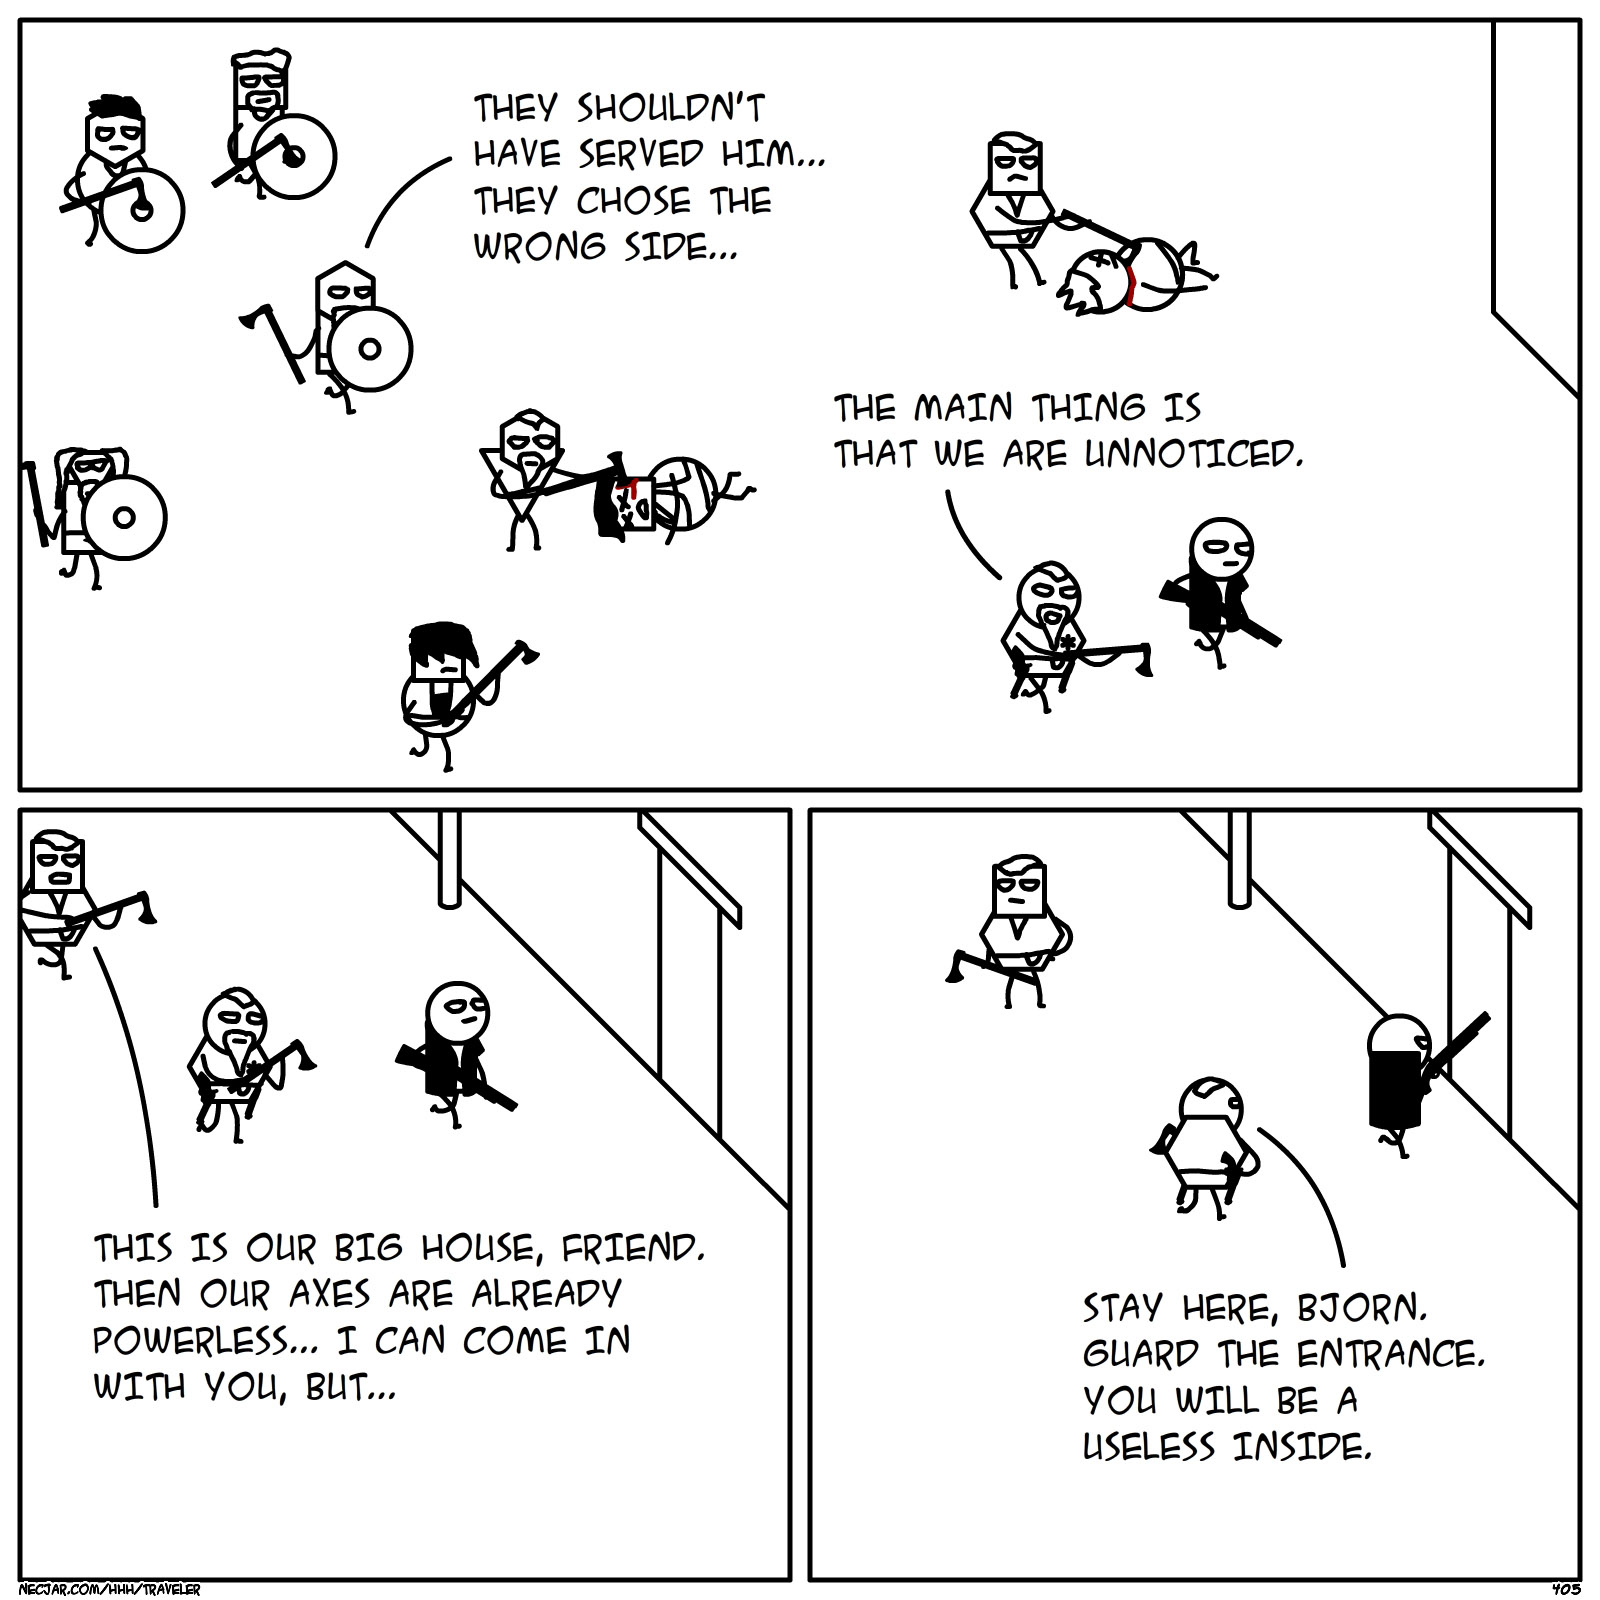 THEY SHOULDN'T
HAVE SERVED HIM...
THEY CHOSE THE
WRONG SIDE...
THE MAIN THING IS
THAT WE ARE UNNOTICED.
THIS IS OUR BIG HOUSE, FRIEND.
THEN OUR AXES ARE ALREADY
POWERLESS... I CAN COME IN
WITH YOU, BUT...
STAY HERE, BJORN.
GUARD THE ENTRANCE.
YOU WILL BE A
USELESS INSIDE.
NECJAR.COM/HHH/TRAVELER
405